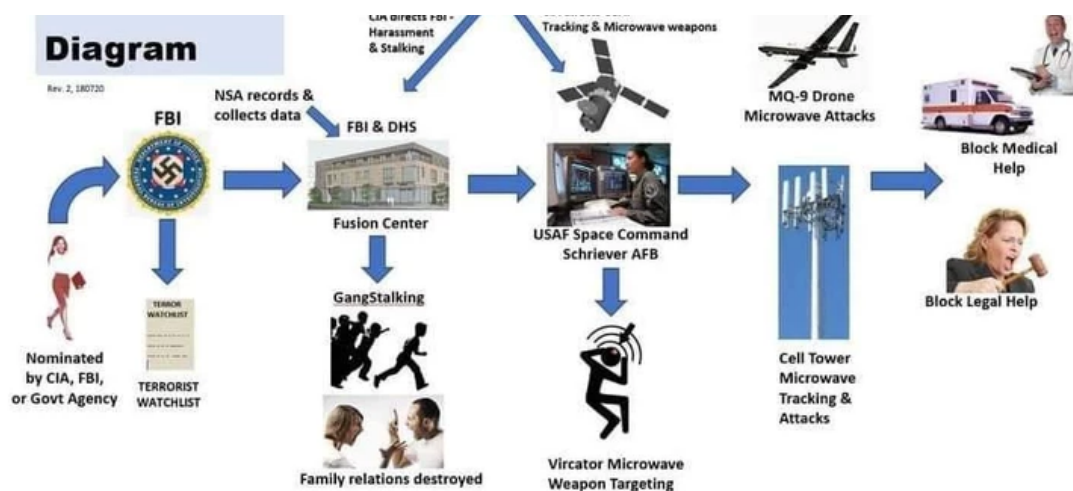 CIA directs FBI -
Harassment
& Stalking
Tracking & Microwave weapons
Diagram
Rev. 2, 180720
NSA records &
collects data
FBI
FBI & DHS
MQ-9 Drone
Microwave Attacks
Block Medical
Help
Fusion Center
USAF Space Command
Schriever AFB
GangStalking
TERROR
WATCHLIST
Block Legal Help
Nominated
by CIA, FBI,
or Govt Agency
TERRORIST
WATCHLIST
Cell Tower
Microwave
Tracking &
Attacks
Family relations destroyed
Vircator Microwave
Weapon Targeting